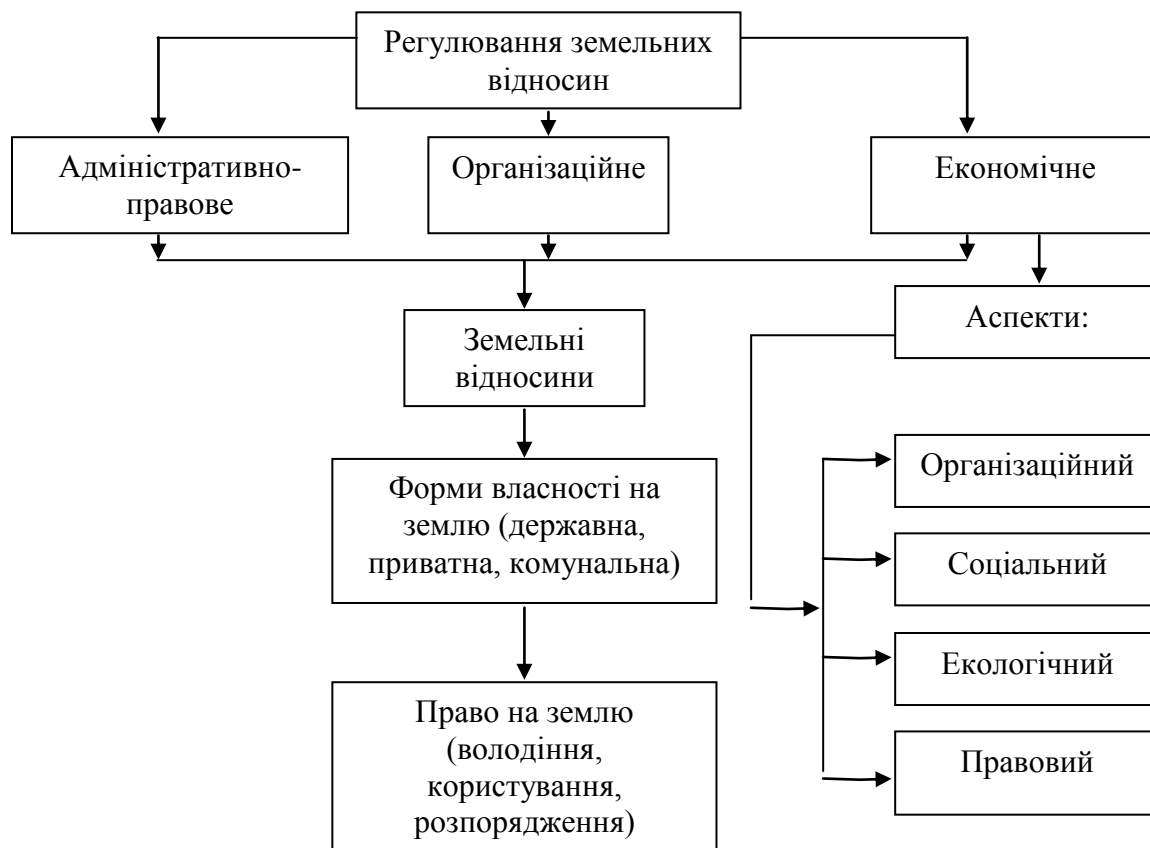 Регулювання земельних
відносин
Адміністративно-
правове
Організаційне
Економічне
Аспекти:
Земельні
відносини
Форми власності на
землю (державна,
приватна, комунальна)
Право на землю
(володіння,
користування,
розпорядження)
Організаційний
Соціальний
Екологічний
Правовий